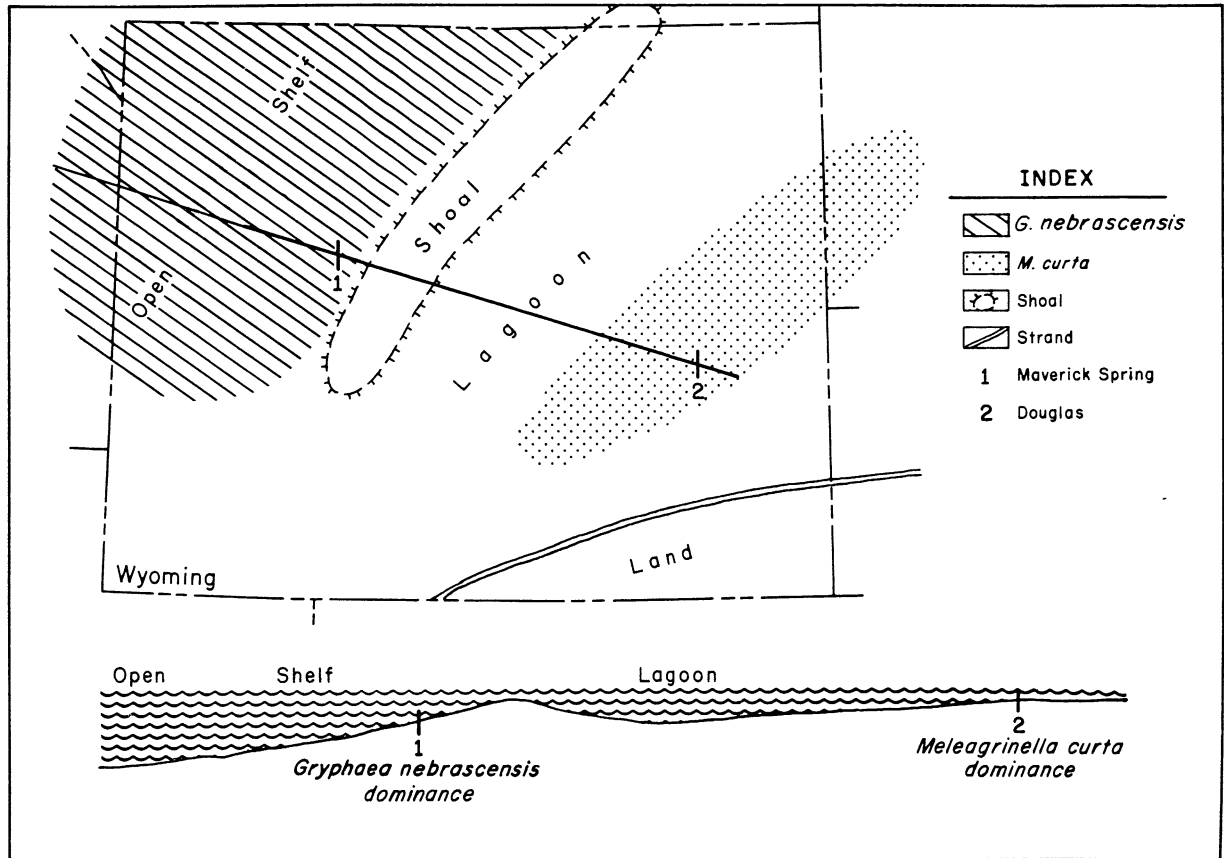 Shelf
Open
Shoal
Lagoon
1
2
Land
Wyoming
INDEX
G. nebrascensis
M. curta
Shoal
Strand
1 Maverick Spring
2 Douglas
Open Shelf Lagoon
1
Gryphaea nebrascensis
dominance
2
Meleagrinella curta
dominance